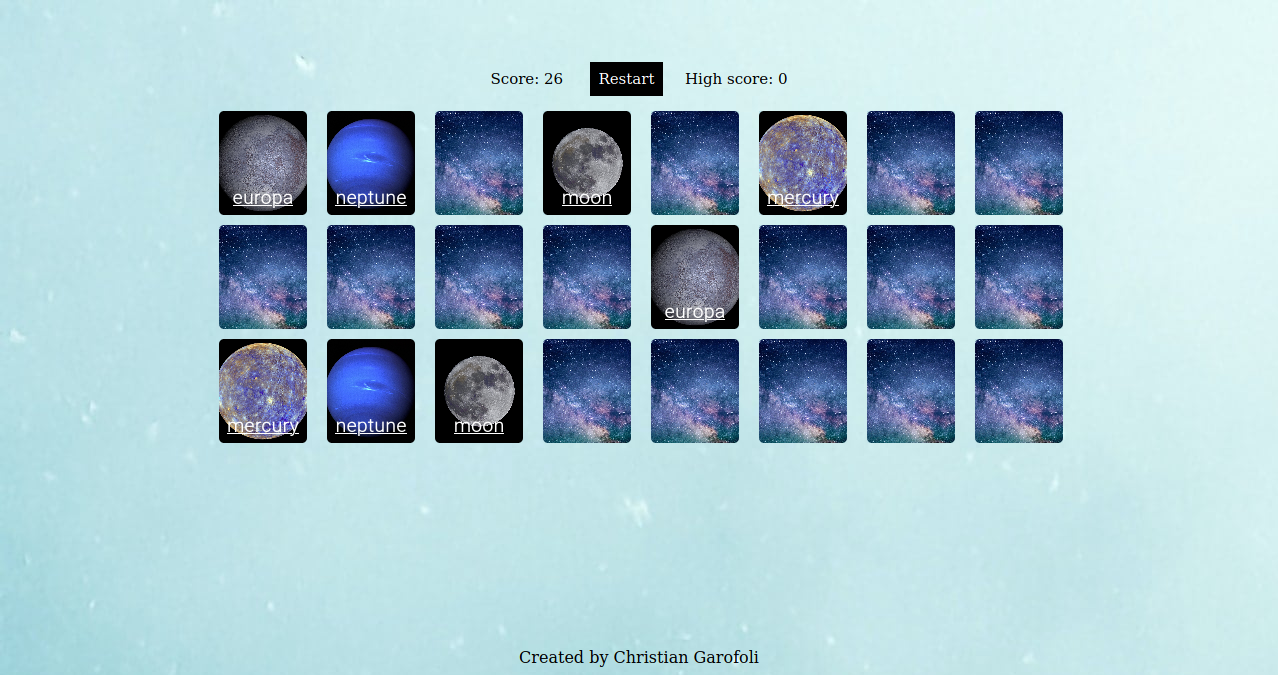 Score: 26 Restart High score: 0
europa neptune moon mercury
europa
mercury neptune moon
Created by Christian Garofoli